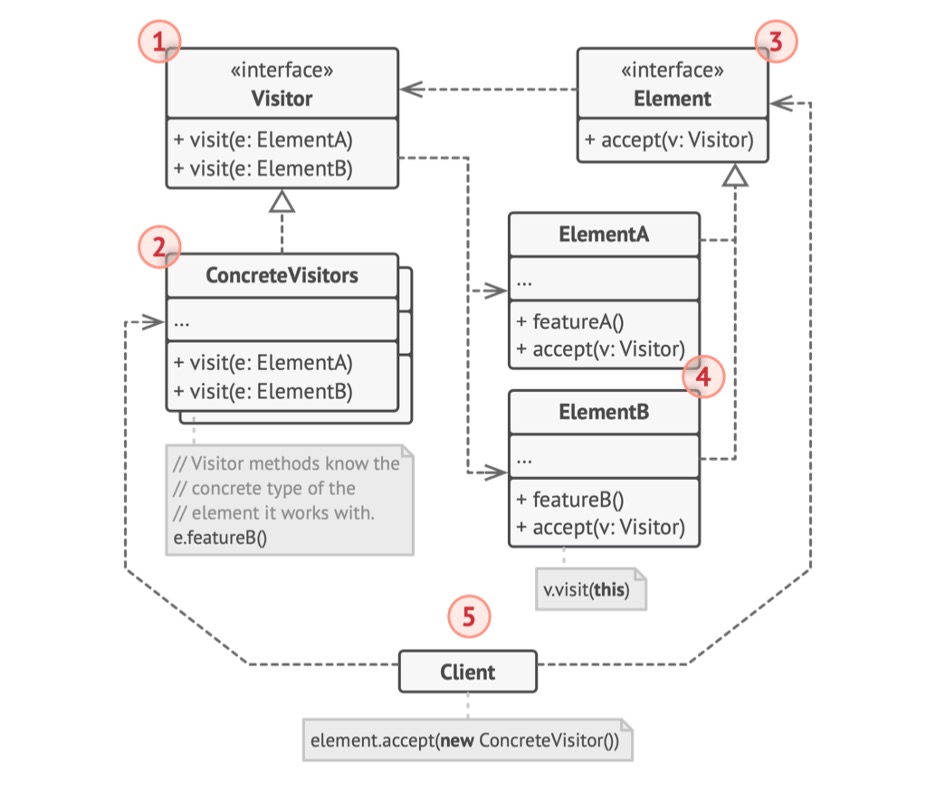 1
«interface»
Visitor
+ visit(e: ElementA)
+ visit(e: ElementB)
3
«interface»
Element
+ accept(v: Visitor)
2
ConcreteVisitors
...
+ visit(e: ElementA)
+ visit(e: ElementB)
// Visitor methods know the
// concrete type of the
// element it works with.
e.featureB()
ElementA
...
+ featureA()
+ accept(v: Visitor)
4
ElementB
...
+ featureB()
+ accept(v: Visitor)
v.visit(this)
5
Client
element.accept(new ConcreteVisitor())